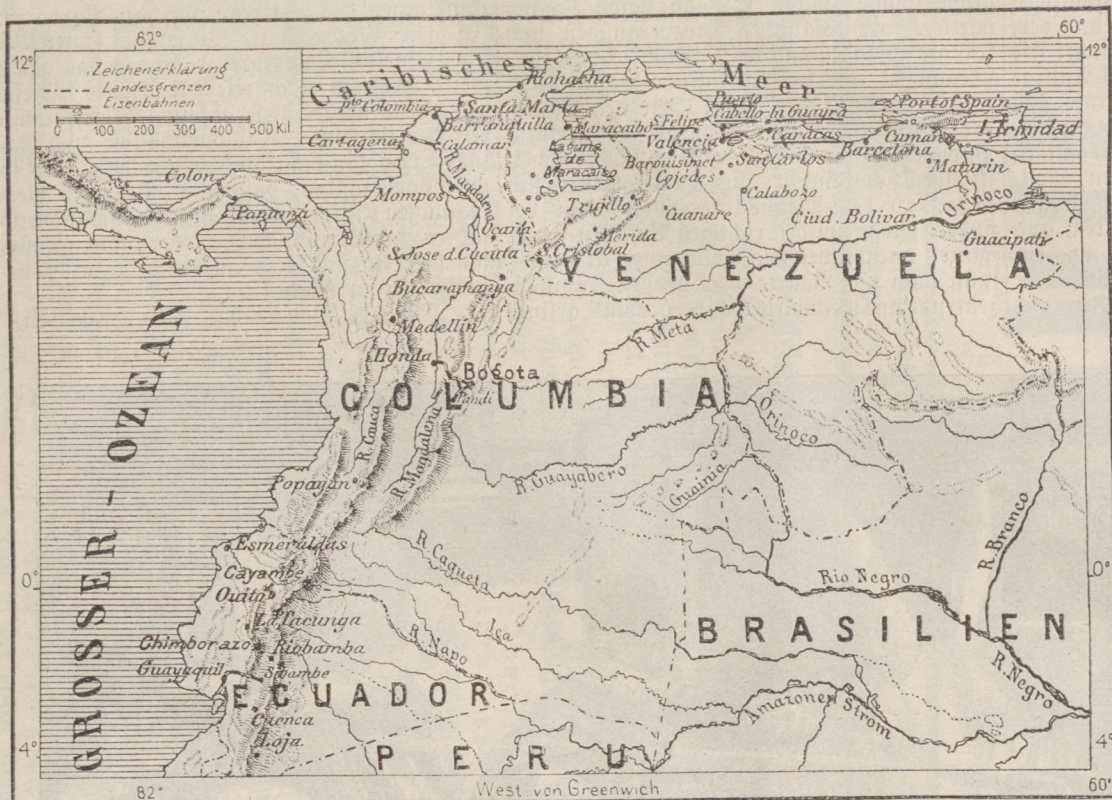 82°
60°
12°
12°
Zeichenerklärung
Landesgrenzen
Eisenbahnen
0 50 100 200 300 400 500 kil.
Caribisches Meer
Riohacha
Pto Colombia
Santa Marta
Barranquilla
Cartagena
Calamar
Maracaibo
S. Felipe
Puerto
Cabello
la Guayra
Valencia
Caracas
Port of Spain
I. Trinidad
Cumana
Barcelona
Laguna
de
Maracaibo
San Carlos
Cojedes
Maturin
Colon
Panama
Mompos
R. Magdalena
Trujillo
Guanare
Calabozo
Ciud. Bolivar
Orinoco
Ocaña
Merida
Guacipati
S. Jose d. Cucuta
S. Cristobal
VENEZUELA
Bucaramanga
Medellin
R. Meta
Honda
Bogota
Pandi
COLUMBIA
Orinoco
R. Cauca
R. Magdalena
Popayan
R. Guayabero
Guainia
GROSSER-OZEAN
Esmeraldas
R. Caqueta
R. Branco
0°
0°
Cayambe
Quito
Rio Negro
La Tacunga
Iça
BRASILIEN
Chimborazo
Riobamba
R. Napo
Guayaquil
Sibambe
R. Negro
ECUADOR
Cuenca
Amazonen Strom
Loja
PERU
4°
4°
82°
West von Greenwich
60°